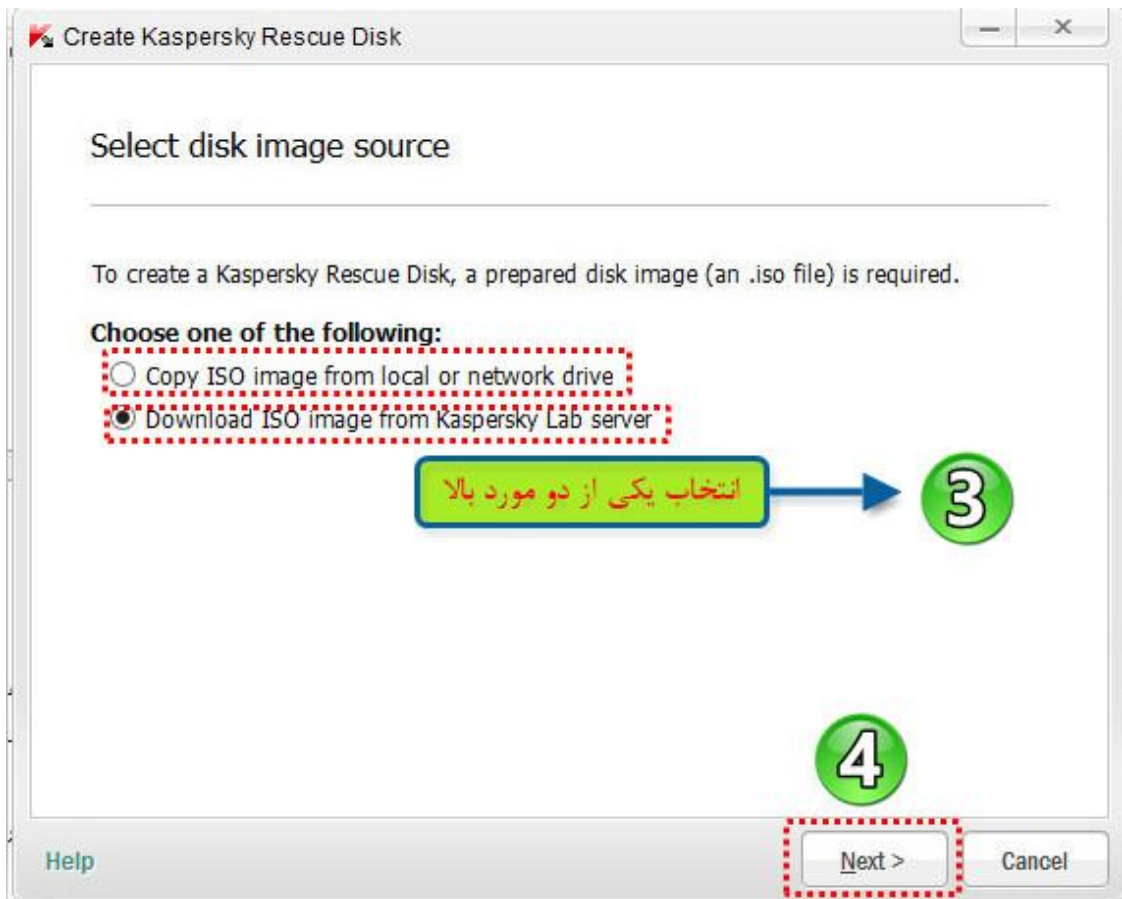 Create Kaspersky Rescue Disk
Select disk image source
To create a Kaspersky Rescue Disk, a prepared disk image (an .iso file) is required.
Choose one of the following:
Copy ISO image from local or network drive
Download ISO image from Kaspersky Lab server
انتخاب یکی از دو مورد بالا
3
4
Help
Next >
Cancel